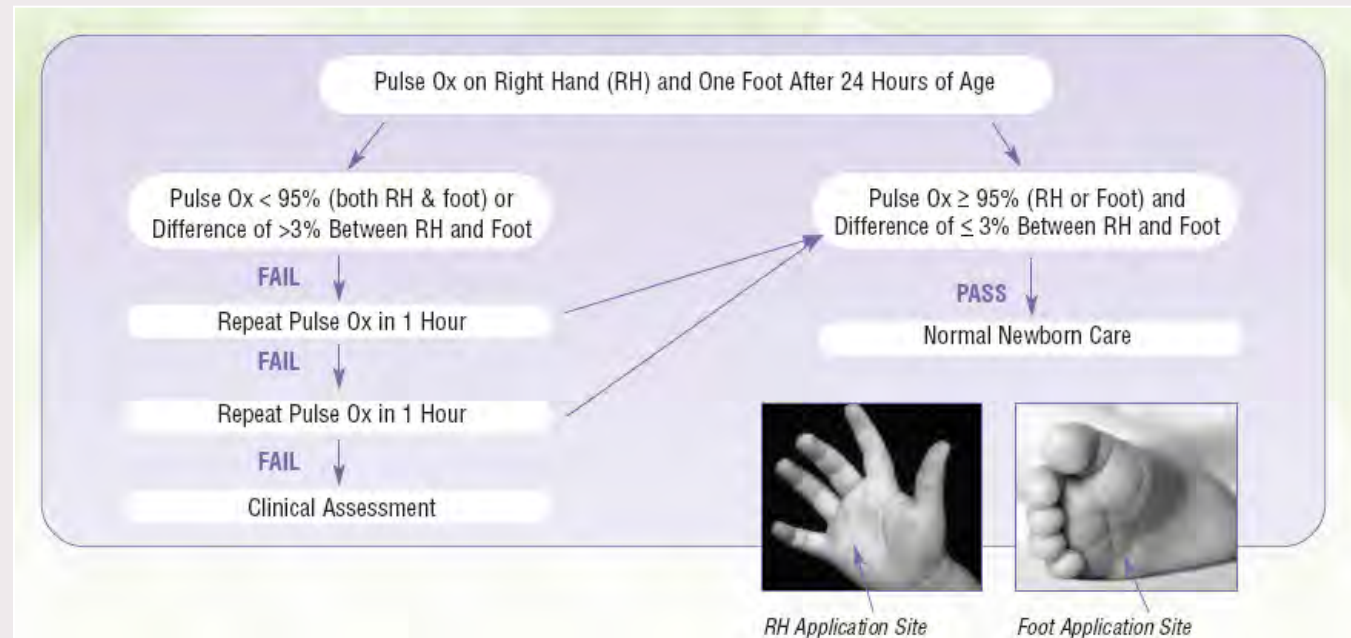 Pulse Ox on Right Hand (RH) and One Foot After 24 Hours of Age
Pulse Ox < 95% (both RH & foot) or
Difference of >3% Between RH and Foot
Pulse Ox ≥ 95% (RH or Foot) and
Difference of ≤ 3% Between RH and Foot
FAIL
Repeat Pulse Ox in 1 Hour
FAIL
Repeat Pulse Ox in 1 Hour
FAIL
Clinical Assessment
PASS
Normal Newborn Care
RH Application Site
Foot Application Site